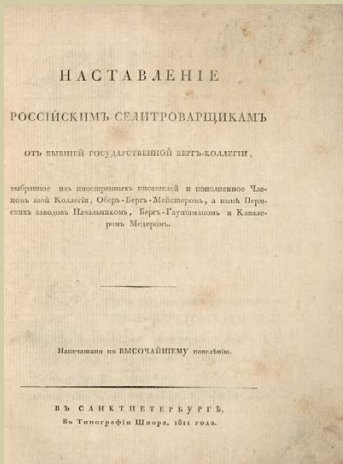 НАСТАВЛЕНІЕ
РОССІЙСКИМЪ СЕЛИТРОВАРЩИКАМЪ
ОТЪ БЫВШЕЙ ГОСУДАРСТВЕННОЙ БЕРГЪ-КОЛЛЕГІИ,
выбранное изъ иностранныхъ писателей и пополненное Чле-
номъ той Коллегіи, Оберъ-Бергъ-Мейстеромъ, а нынѣ Перм-
скихъ заводовъ Начальникомъ, Бергъ-Гауптманомъ и Кавале-
ромъ Медеромъ.
Напечатано по ВЫСОЧАЙШЕМУ повелѣнію.
ВЪ САНКТПЕТЕРБУРГѢ,
Въ Типографіи Шнора, 1811 года.